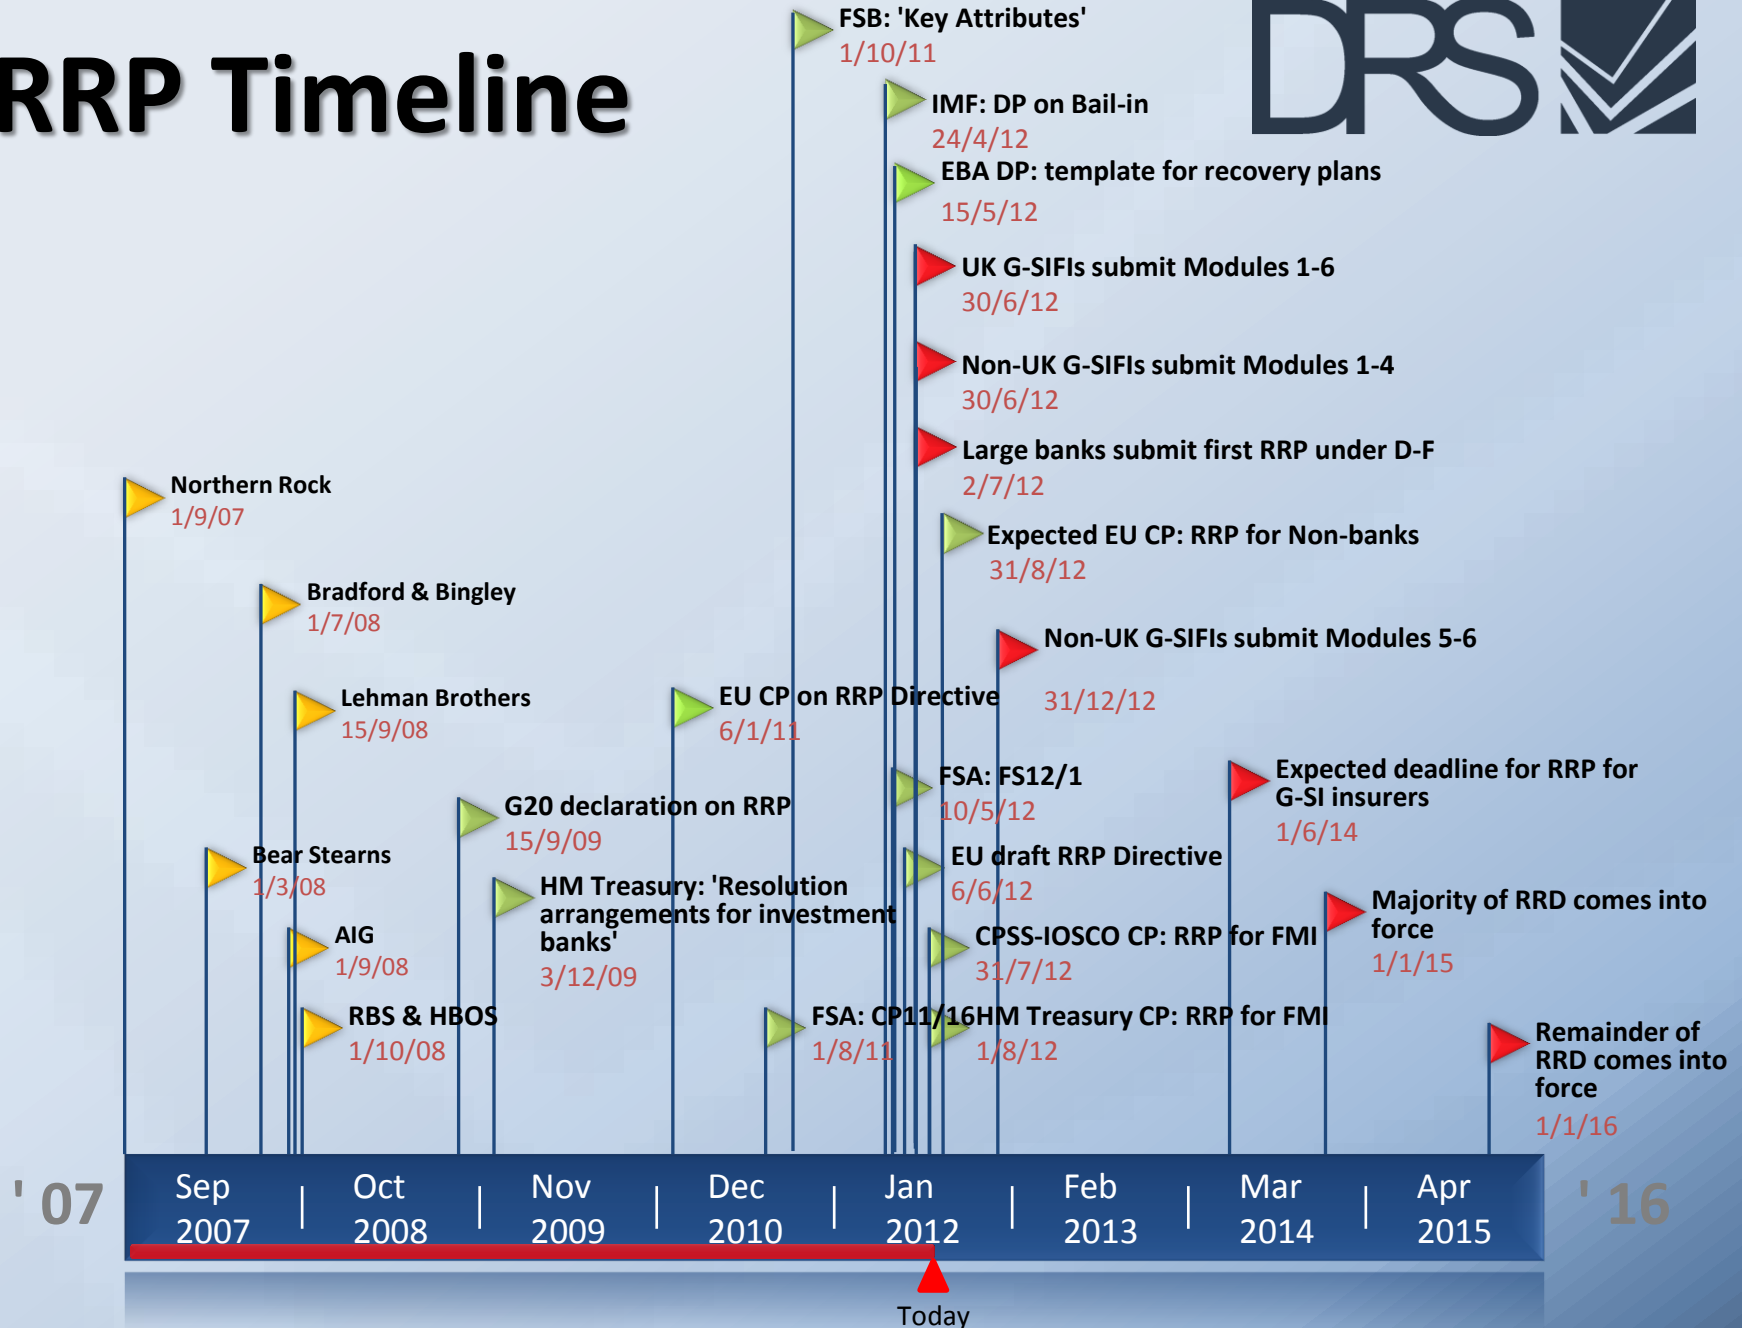 RRP Timeline
DRS
FSB: 'Key Attributes'
1/10/11
IMF: DP on Bail-in
24/4/12
EBA DP: template for recovery plans
15/5/12
UK G-SIFIs submit Modules 1-6
30/6/12
Non-UK G-SIFIs submit Modules 1-4
30/6/12
Large banks submit first RRP under D-F
2/7/12
Northern Rock
1/9/07
Expected EU CP: RRP for Non-banks
31/8/12
Bradford & Bingley
1/7/08
Non-UK G-SIFIs submit Modules 5-6
31/12/12
Lehman Brothers
15/9/08
EU CP on RRP Directive
6/1/11
FSA: FS12/1
10/5/12
Expected deadline for RRP for
G-SI insurers
1/6/14
G20 declaration on RRP
15/9/09
Bear Stearns
1/3/08
EU draft RRP Directive
6/6/12
HM Treasury: 'Resolution
arrangements for investment
banks'
3/12/09
Majority of RRD comes into
force
1/1/15
AIG
1/9/08
CPSS-IOSCO CP: RRP for FMI
31/7/12
RBS & HBOS
1/10/08
FSA: CP11/16
1/8/11
HM Treasury CP: RRP for FMI
1/8/12
Remainder of
RRD comes into
force
1/1/16
' 07
Sep
2007
Oct
2008
Nov
2009
Dec
2010
Jan
2012
Feb
2013
Mar
2014
Apr
2015
' 16
Today